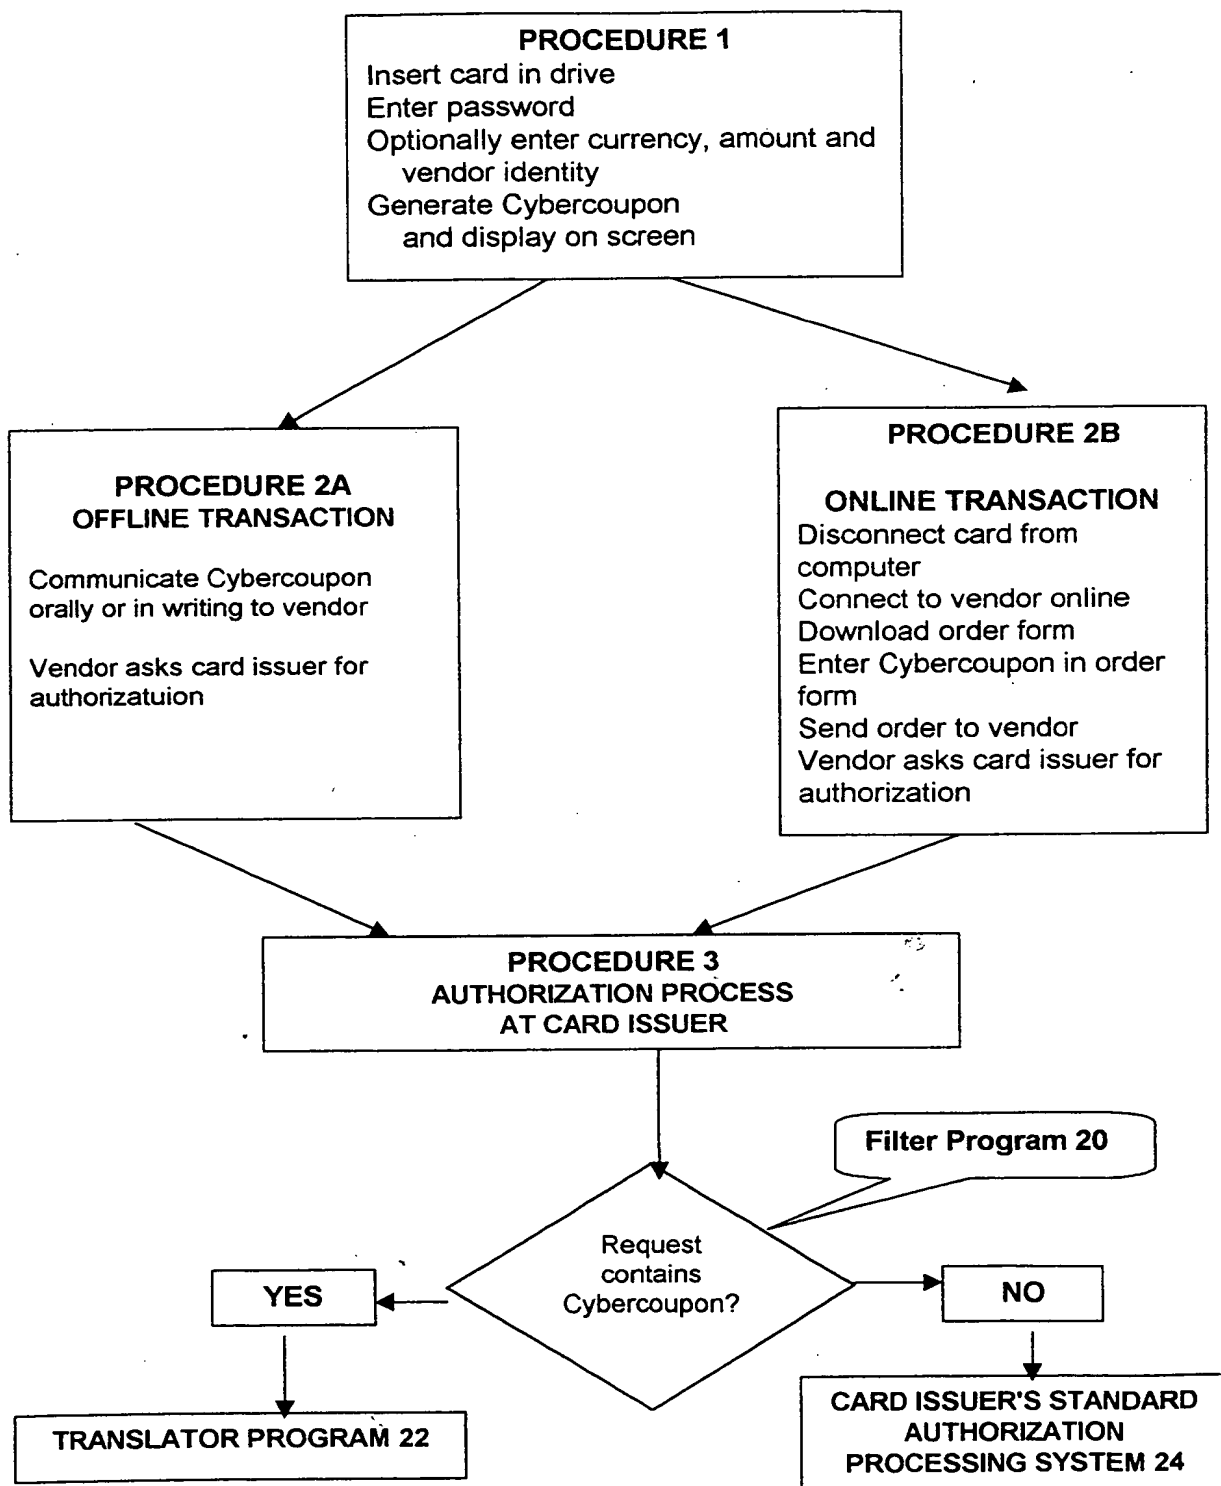 PROCEDURE 1
Insert card in drive
Enter password
Optionally enter currency, amount and
vendor identity
Generate Cybercoupon
and display on screen
PROCEDURE 2A
OFFLINE TRANSACTION
Communicate Cybercoupon
orally or in writing to vendor
Vendor asks card issuer for
authorizatuion
PROCEDURE 2B
ONLINE TRANSACTION
Disconnect card from
computer
Connect to vendor online
Download order form
Enter Cybercoupon in order
form
Send order to vendor
Vendor asks card issuer for
authorization
PROCEDURE 3
AUTHORIZATION PROCESS
AT CARD ISSUER
Filter Program 20
Request
contains
Cybercoupon?
YES
NO
TRANSLATOR PROGRAM 22
CARD ISSUER'S STANDARD
AUTHORIZATION
PROCESSING SYSTEM 24